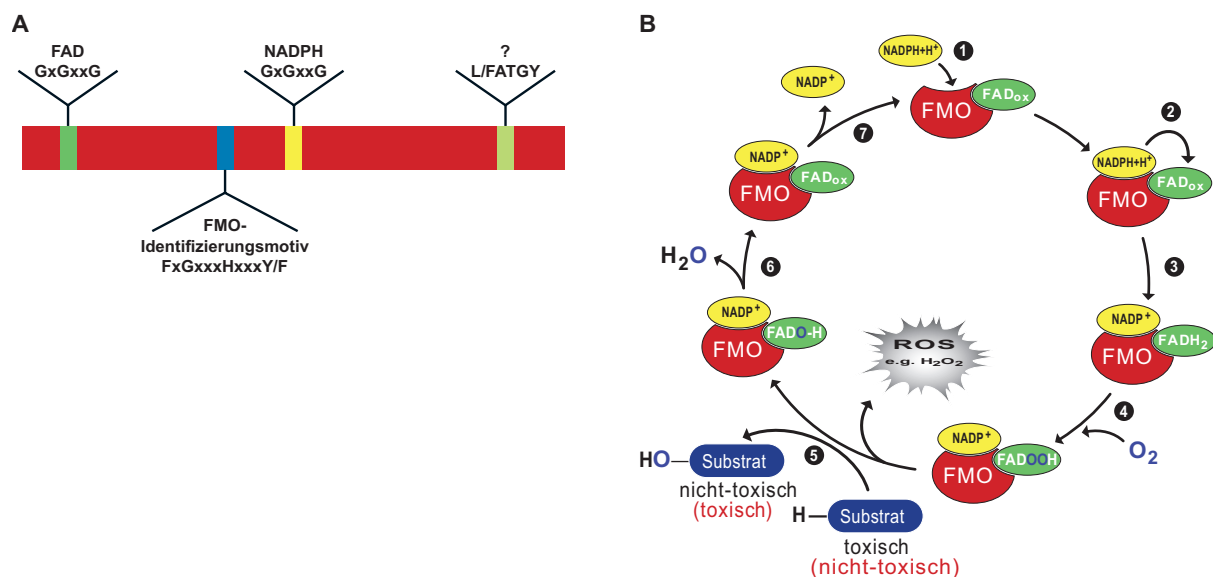 A
FAD
GxGxxG
NADPH
GxGxxG
?
L/FATGY
FMO-
Identifizierungsmotiv
FxGxxxHxxxY/F
B
NADPH+H+
1
FMO
FADox
2
NADPH+H+
FMO
FADox
3
NADP+
FMO
FADH2
4
O2
NADP+
FMO
FADOOH
ROS
e.g. H2O2
5
H
Substrat
toxisch
(nicht-toxisch)
HO
Substrat
nicht-toxisch
(toxisch)
NADP+
FMO
FADO-H
6
H2O
NADP+
FMO
FADox
7
NADP+